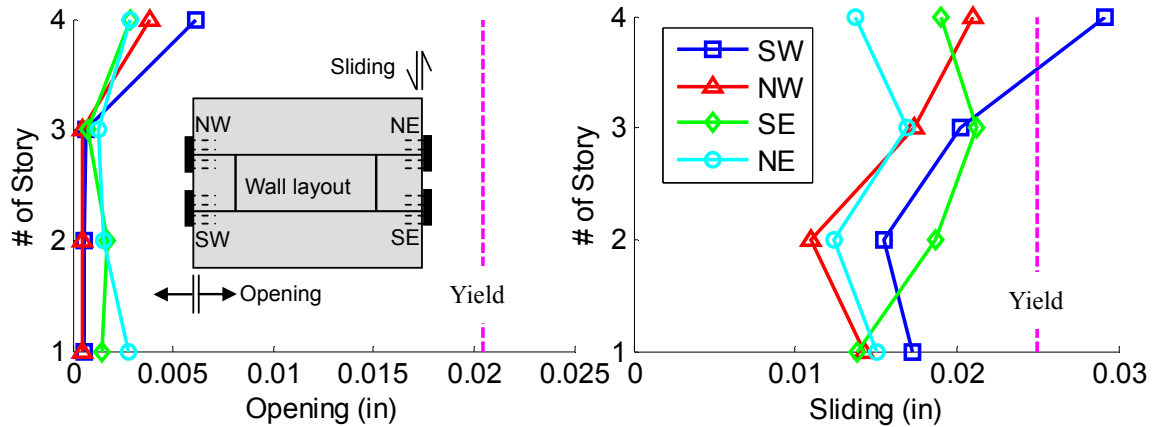 4
3
2
1
# of Story
0
0.005
0.01
0.015
0.02
0.025
Opening (in)
Sliding
NW
NE
Wall layout
SW
SE
Opening
Yield
4
3
2
1
# of Story
0.01
0.02
0.03
Sliding (in)
SW
NW
SE
NE
Yield